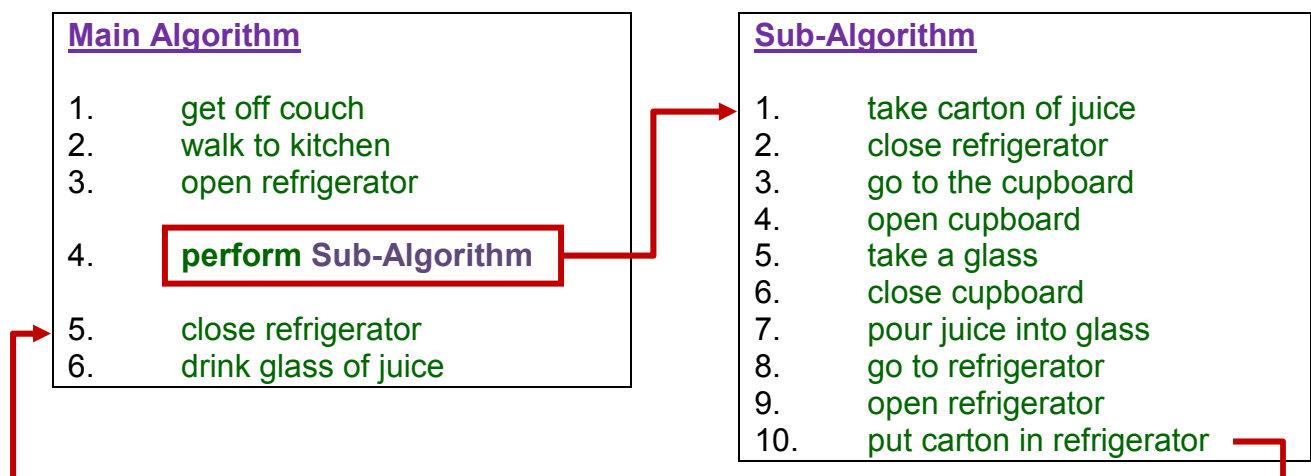 Main Algorithm
1. get off couch
2. walk to kitchen
3. open refrigerator
4. perform Sub-Algorithm
5. close refrigerator
6. drink glass of juice
Sub-Algorithm
1. take carton of juice
2. close refrigerator
3. go to the cupboard
4. open cupboard
5. take a glass
6. close cupboard
7. pour juice into glass
8. go to refrigerator
9. open refrigerator
10. put carton in refrigerator